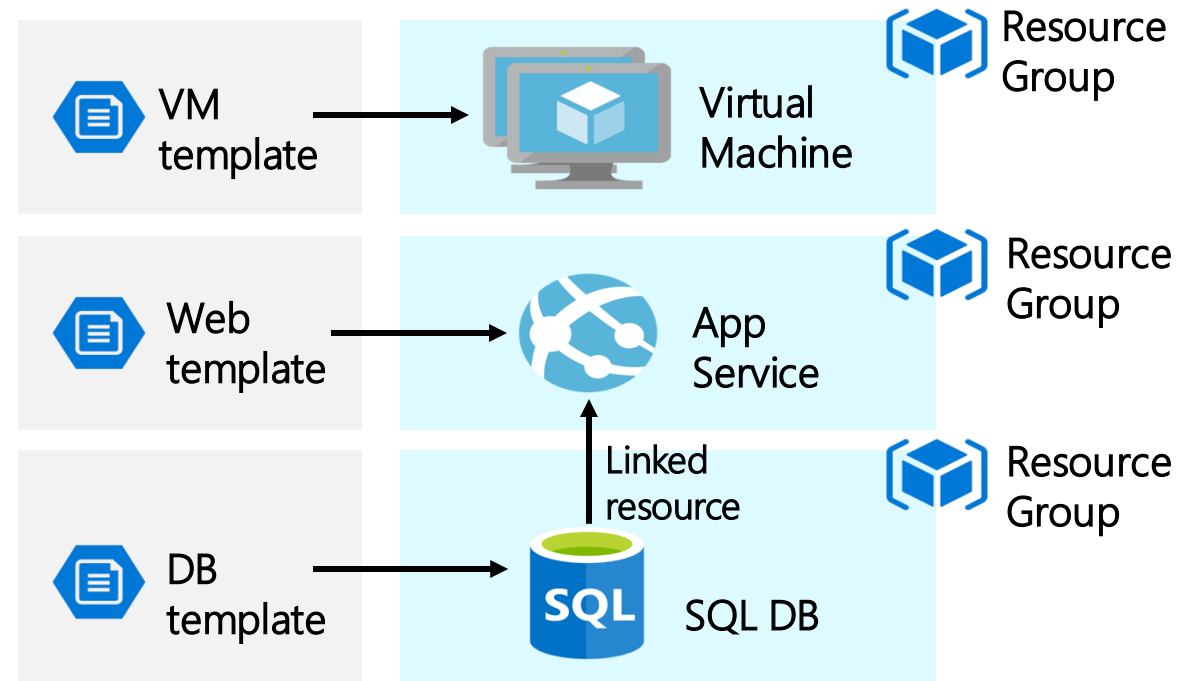 VM
template
Virtual
Machine
Resource
Group
Web
template
App
Service
Resource
Group
Linked
resource
DB
template
SQL
SQL DB
Resource
Group